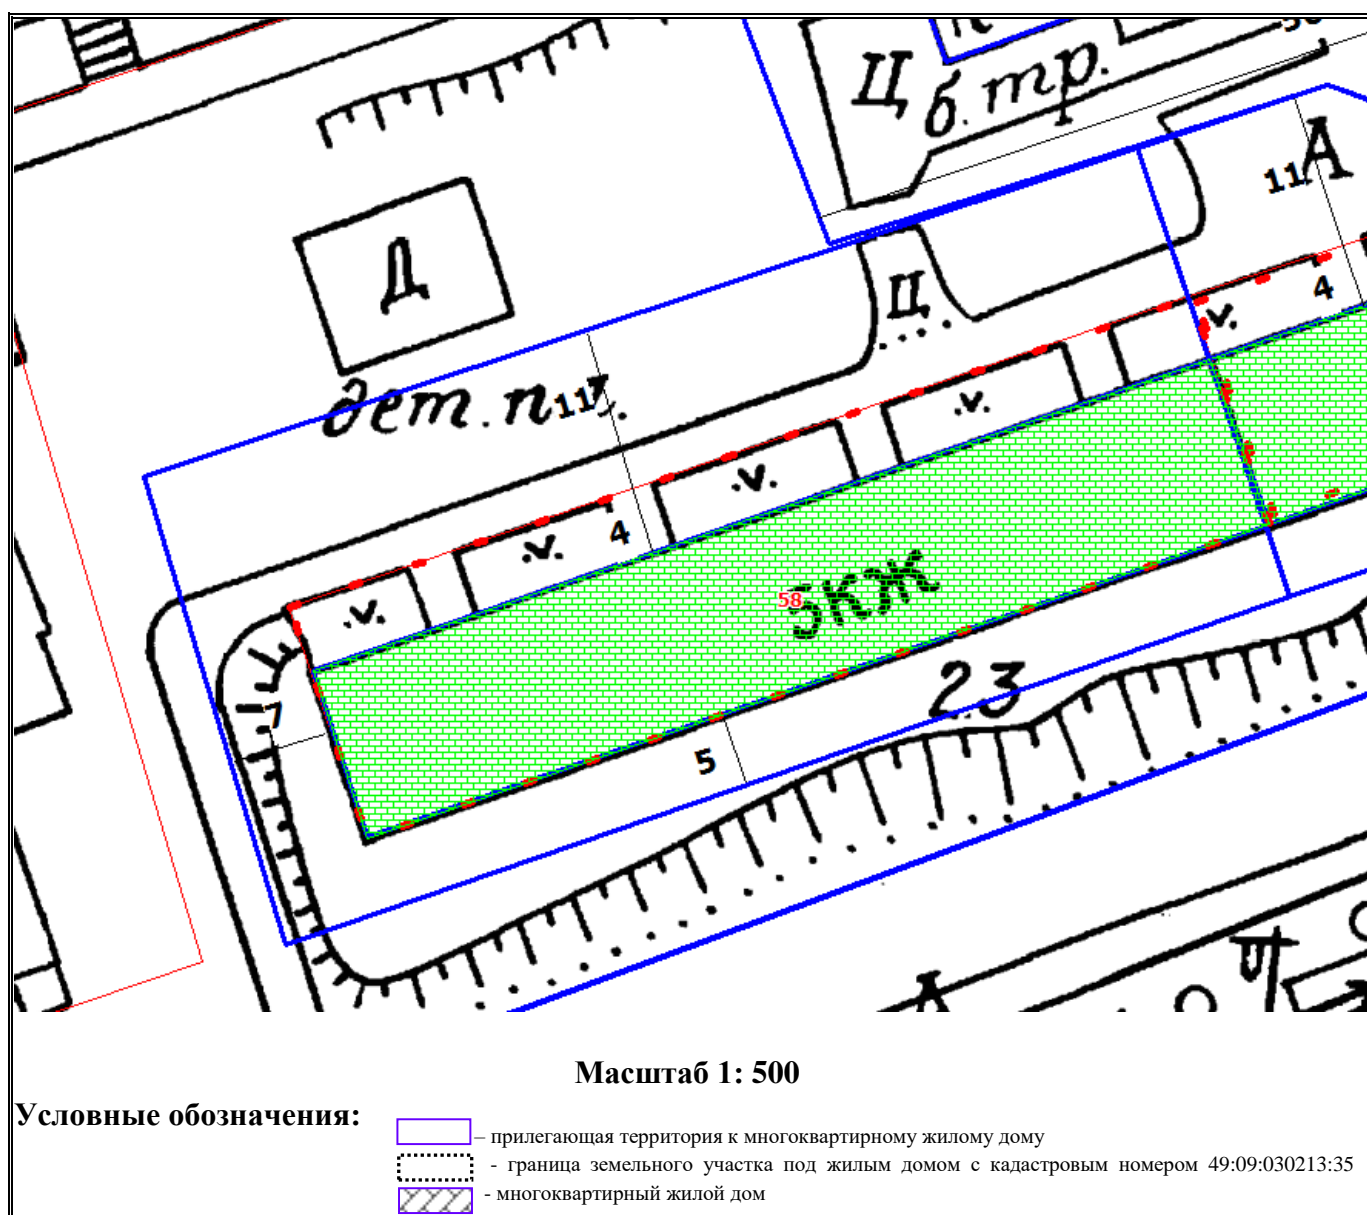 Ц
б.тр.
А
11
Д
Ц
4
дет.п
11
.v.
.v.
.v.
.v.
.v.
4
58
5КЖ
23
7
5
Масштаб 1: 500
Условные обозначения:
– прилегающая территория к многоквартирному жилому дому
- граница земельного участка под жилым домом с кадастровым номером 49:09:030213:35
- многоквартирный жилой дом